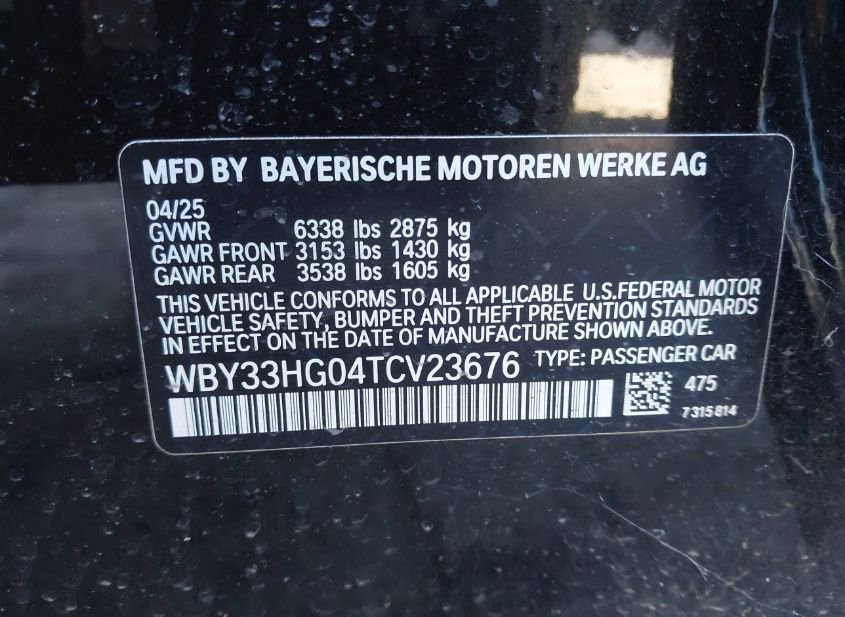 MFD BY BAYERISCHE MOTOREN WERKE AG
04/25
GVWR 6338 lbs 2875 kg
GAWR FRONT 3153 lbs 1430 kg
GAWR REAR 3538 lbs 1605 kg
THIS VEHICLE CONFORMS TO ALL APPLICABLE U.S.FEDERAL MOTOR
VEHICLE SAFETY, BUMPER AND THEFT PREVENTION STANDARDS
IN EFFECT ON THE DATE OF MANUFACTURE SHOWN ABOVE.
WBY33HG04TCV23676 TYPE: PASSENGER CAR
475
7315814